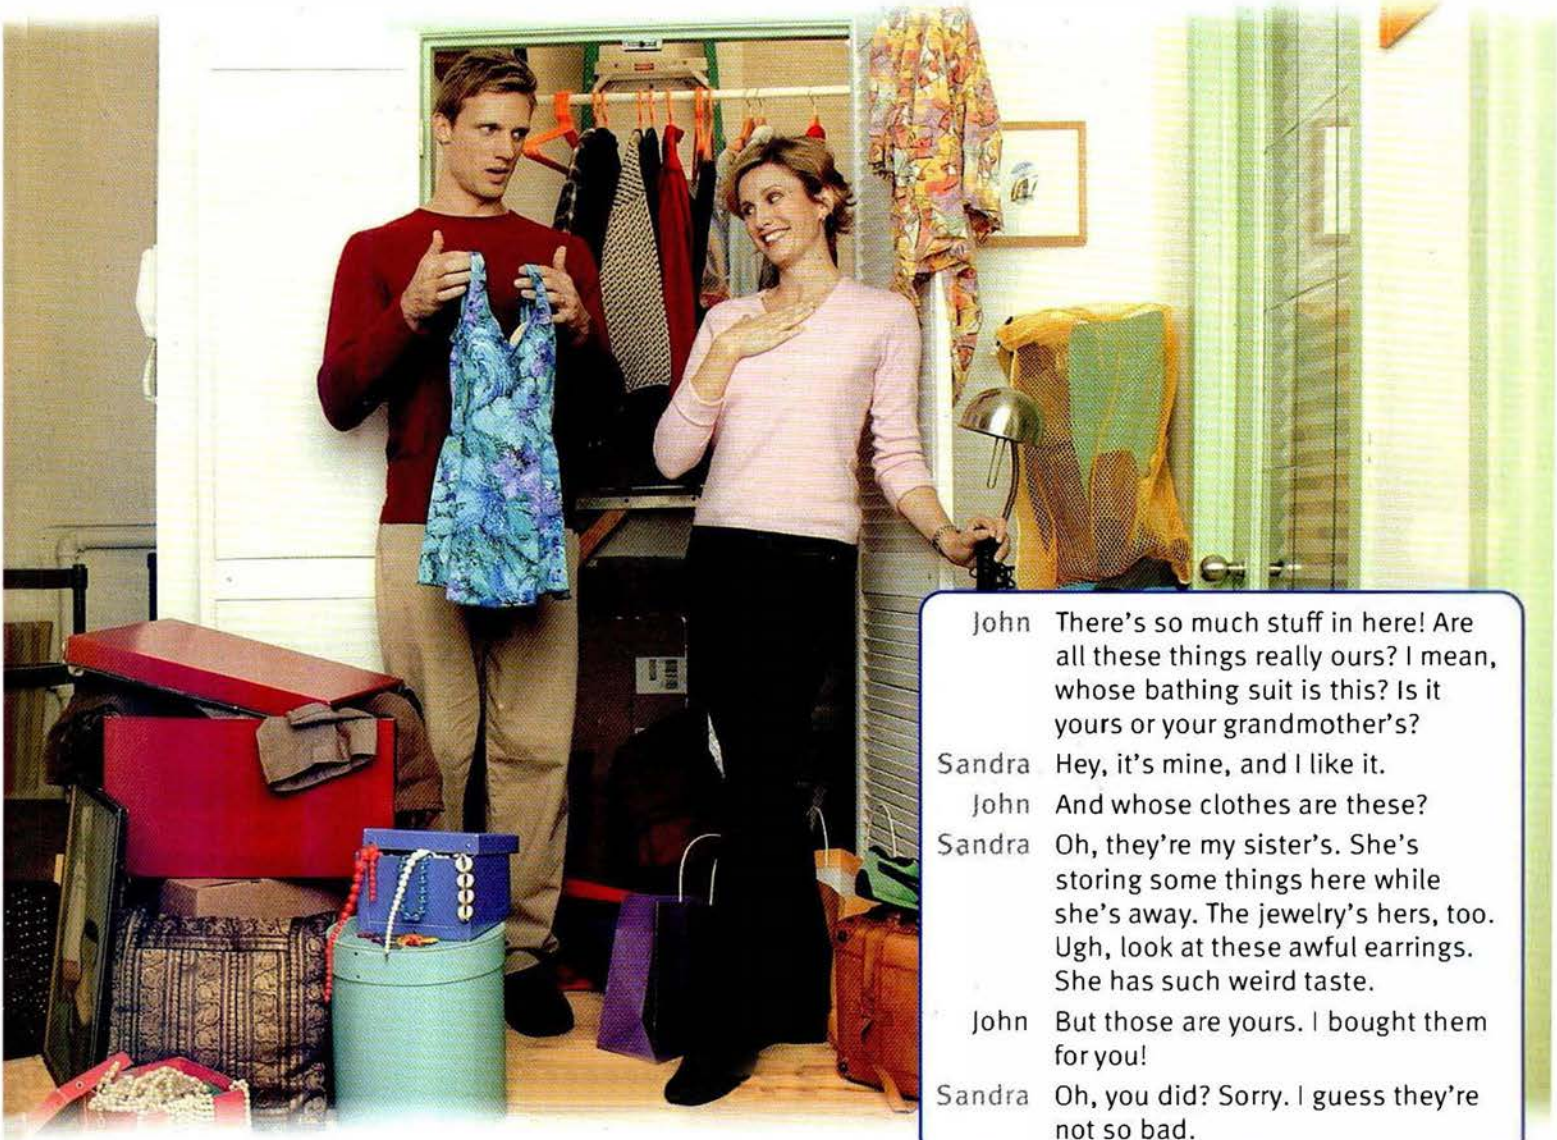 John There's so much stuff in here! Are
all these things really ours? I mean,
whose bathing suit is this? Is it
yours or your grandmother's?
Sandra Hey, it's mine, and I like it.
John And whose clothes are these?
Sandra Oh, they're my sister's. She's
storing some things here while
she's away. The jewelry's hers, too.
Ugh, look at these awful earrings.
She has such weird taste.
John But those are yours. I bought them
for you!
Sandra Oh, you did? Sorry. I guess they're
not so bad.